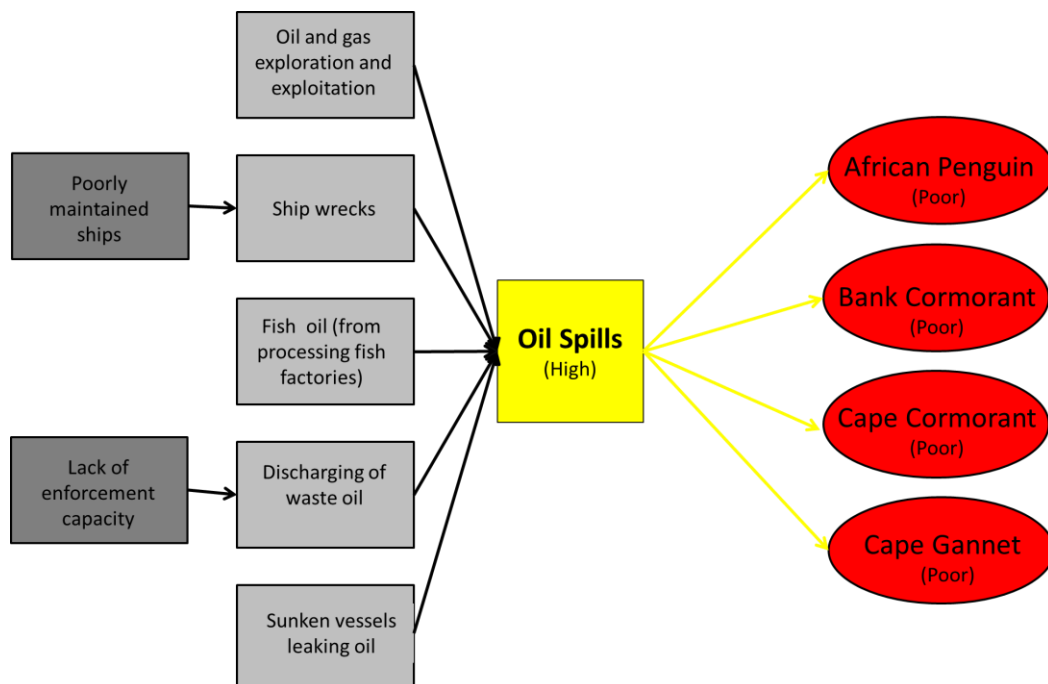 Oil and gas
exploration and
exploitation
Poorly
maintained
ships
Ship wrecks
Fish oil (from
processing fish
factories)
Lack of
enforcement
capacity
Discharging of
waste oil
Sunken vessels
leaking oil
Oil Spills
(High)
African Penguin
(Poor)
Bank Cormorant
(Poor)
Cape Cormorant
(Poor)
Cape Gannet
(Poor)